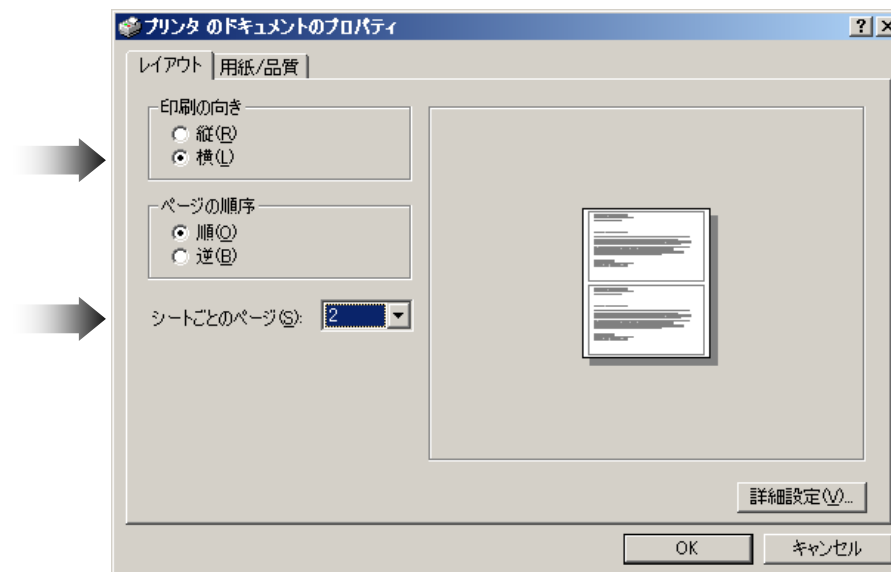 プリンタ のドキュメントのプロパティ
レイアウト 用紙/品質
印刷の向き
縦(R)
横(L)
ページの順序
順(O)
逆(B)
シートごとのページ(S): 2
詳細設定(V)...
OK キャンセル